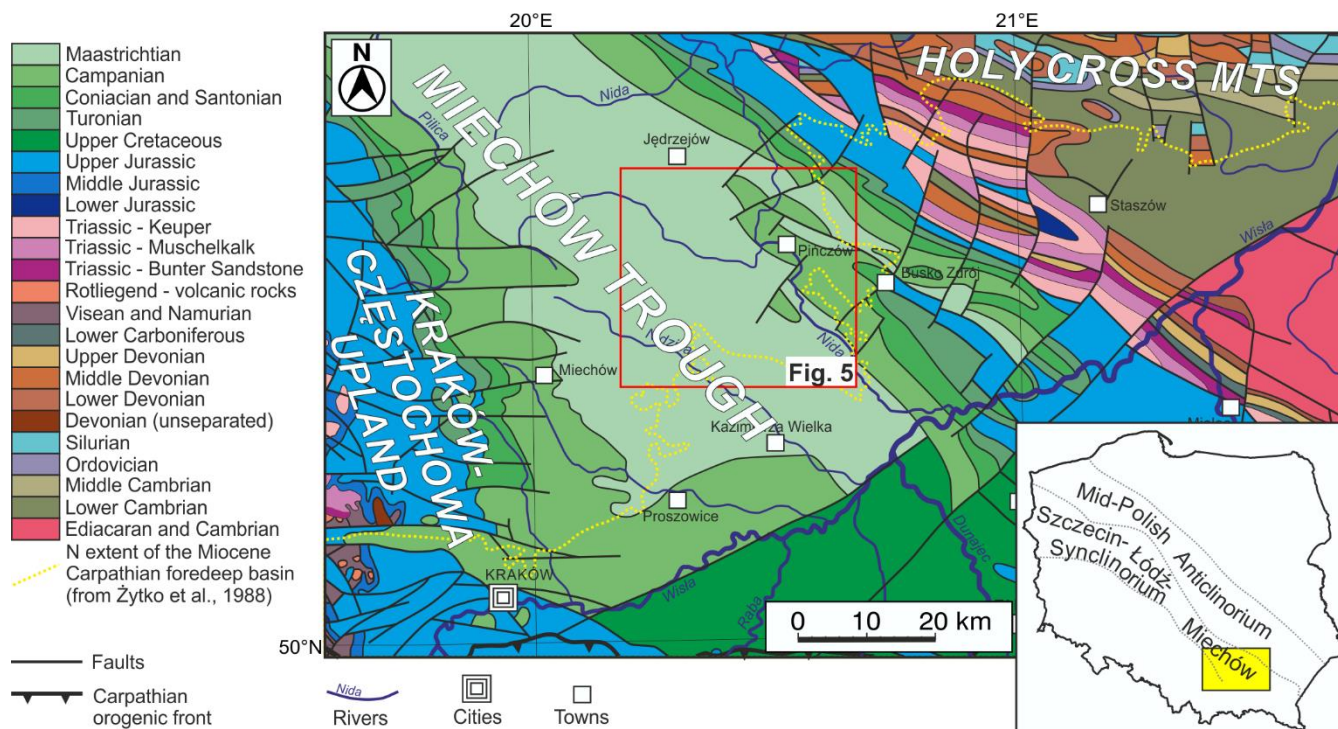 20°E
21°E
Maastrichtian
Campanian
Coniacian and Santonian
Turonian
Upper Cretaceous
Upper Jurassic
Middle Jurassic
Lower Jurassic
Triassic - Keuper
Triassic - Muschelkalk
Triassic - Bunter Sandstone
Rotliegend - volcanic rocks
Visean and Namurian
Lower Carboniferous
Upper Devonian
Middle Devonian
Lower Devonian
Devonian (unseparated)
Silurian
Ordovician
Middle Cambrian
Lower Cambrian
Ediacaran and Cambrian
N extent of the Miocene
Carpathian foredeep basin
(from Żytko et al., 1988)
Faults
Carpathian
orogenic front
N
HOLY CROSS MTS
MIECHÓW TROUGH
KRAKÓW-
CZĘSTOCHOWA
UPLAND
Pilica
Nida
Jędrzejów
Staszów
Wisła
Pińczów
Busko Zdrój
Nida
Fig. 5
Miechów
Kazimierza Wielka
Proszowice
KRAKÓW
Wisła
Raba
Dunajec
50°N
0 10 20 km
Nida
Rivers
Cities
Towns
Mid-Polish Anticlinorium
Szczecin-Łódź-
Synclinorium
Miechów